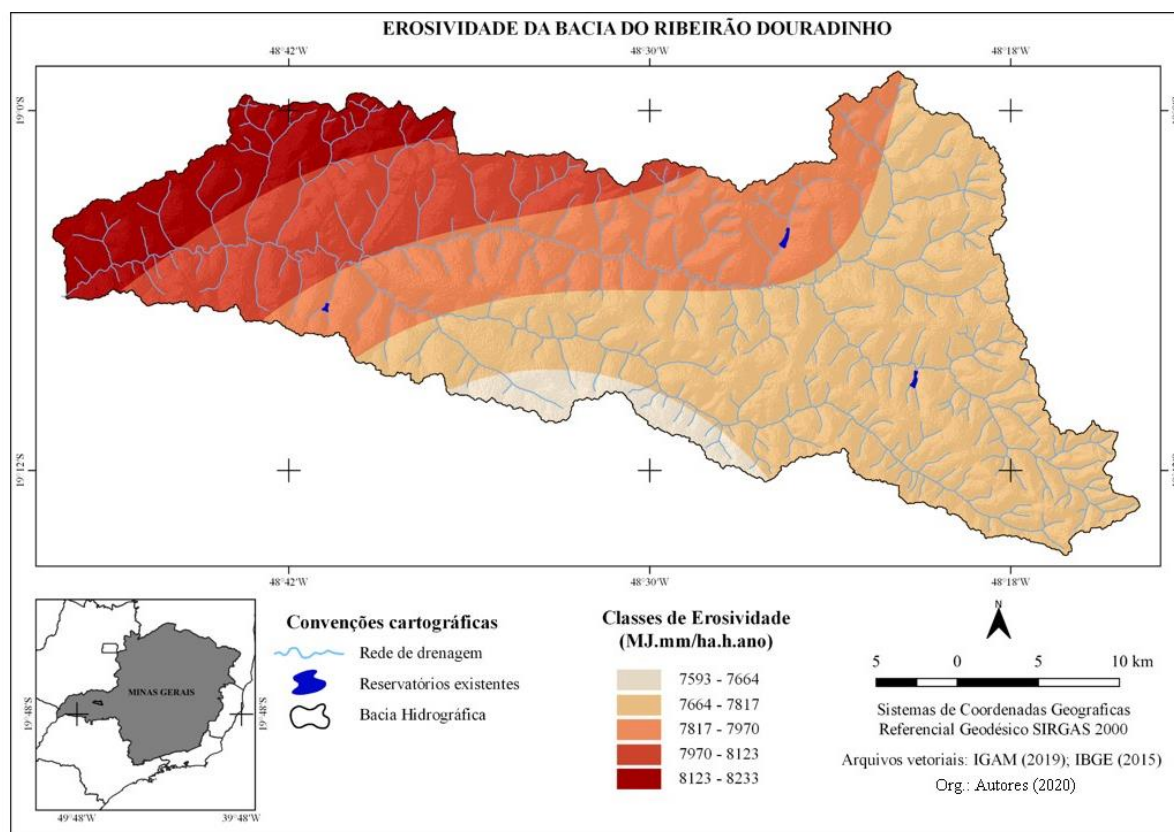 EROSIVIDADE DA BACIA DO RIBEIRÃO DOURADINHO
48°42'W 48°30'W 48°18'W
19°0'S
19°12'S
48°42'W 48°30'W 48°18'W
MINAS GERAIS
19°48'S 19°48'S
49°48'W 39°48'W
Convenções cartográficas
Rede de drenagem
Reservatórios existentes
Bacia Hidrográfica
Classes de Erosividade
(MJ.mm/ha.h.ano)
7593 - 7664
7664 - 7817
7817 - 7970
7970 - 8123
8123 - 8233
N
5 0 5 10 km
Sistemas de Coordenadas Geograficas
Referencial Geodésico SIRGAS 2000
Arquivos vetoriais: IGAM (2019); IBGE (2015)
Org.: Autores (2020)